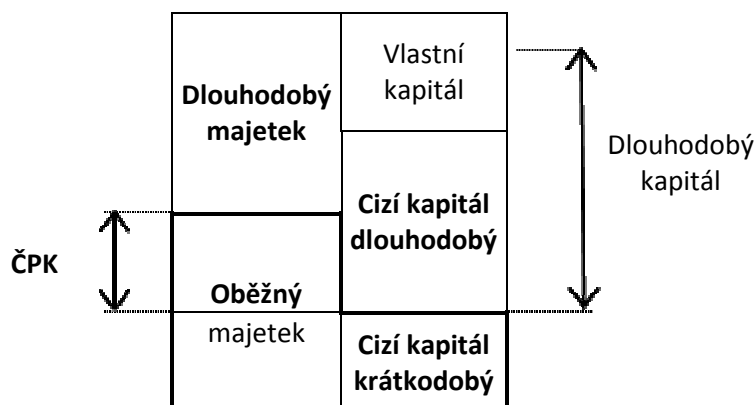 Dlouhodobý
majetek
Vlastní
kapitál
Dlouhodobý
kapitál
Cizí kapitál
dlouhodobý
ČPK
Oběžný
majetek
Cizí kapitál
krátkodobý